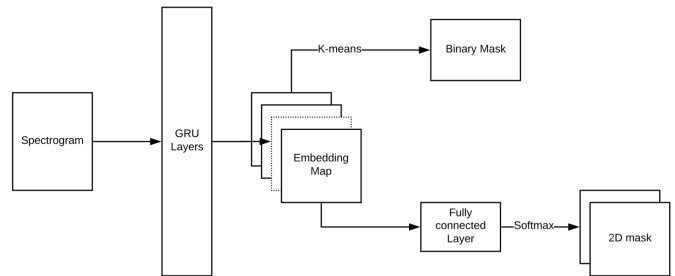 K-means
Binary Mask
Spectrogram
GRU
Layers
Embedding
Map
Fully
connected
Layer
Softmax
2D mask